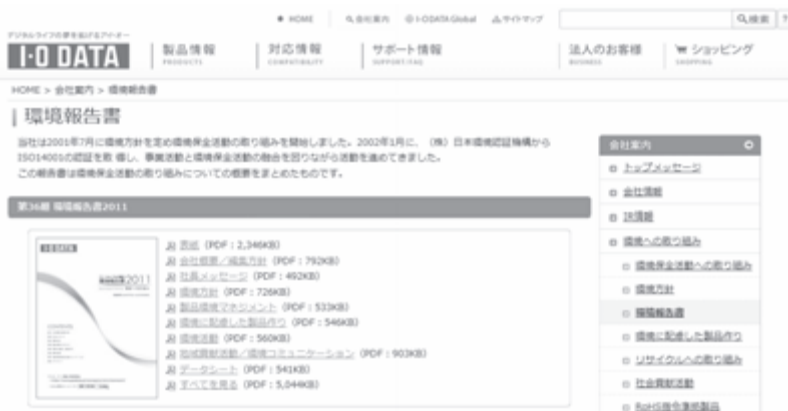 デジタルライフの夢を拡げるアイ・オー
HOME 会社案内 I-O DATA Global サイトマップ 検索
I-O DATA
製品情報 対応情報 サポート情報 法人のお客様 ショッピング
PRODUCTS COMPATIBILITY SUPPORT/FAQ BUSINESS SHOPPING
HOME > 会社案内 > 環境報告書
環境報告書
当社は2001年7月に環境方針を定め環境保全活動の取り組みを開始しました。2002年1月に、（株）日本環境認証機構から
ISO14001の認証を取 得し、事業活動と環境保全活動の融合を図りながら活動を進めてきました。
この報告書は環境保全活動の取り組みについての概要をまとめたものです。
第36期 環境報告書2011
I-O DATA
2011
表紙（PDF：2,346KB）
会社概要／編集方針（PDF：792KB）
社長メッセージ（PDF：492KB）
環境方針（PDF：726KB）
製品環境マネジメント（PDF：533KB）
環境に配慮した製品作り（PDF：546KB）
環境活動（PDF：560KB）
地域貢献活動／環境コミュニケーション（PDF：903KB）
データシート（PDF：541KB）
すべてを見る（PDF：5,044KB）
会社案内
トップメッセージ
会社情報
IR情報
環境への取り組み
環境保全活動への取り組み
環境方針
環境報告書
環境に配慮した製品作り
リサイクルへの取り組み
社会貢献活動
RoHS指令準拠製品